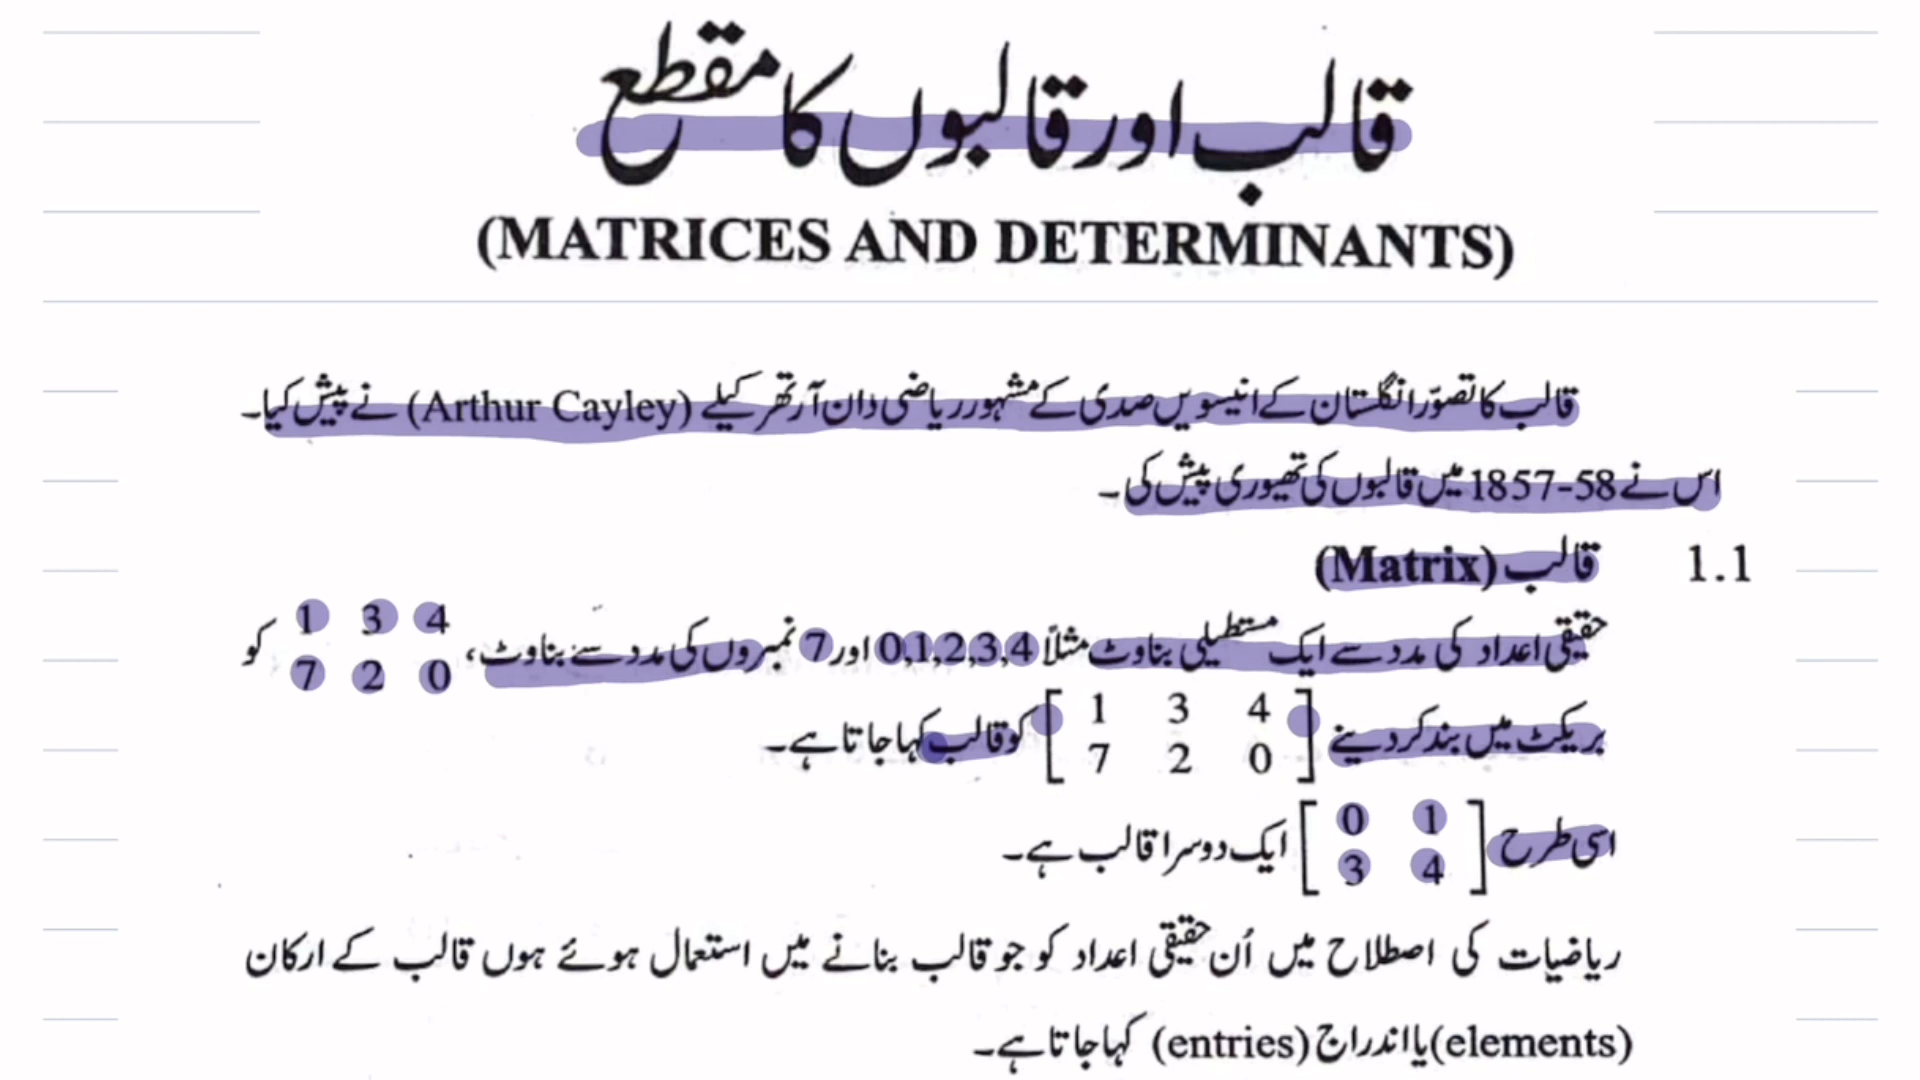 قالب اور قالبوں کا مقطع
(MATRICES AND DETERMINANTS)
قالب کا تصوّر انگلستان کے انیسویں صدی کے مشہور ریاضی دان آرتھر کیلے (Arthur Cayley) نے پیش کیا۔
اس نے 1857-58 میں قالبوں کی تھیوری پیش کی۔
1.1 قالب (Matrix)
حقیقی اعداد کی مدد سے ایک مستطیلی بناوٹ مثلاً 0,1,2,3,4 اور 7 نمبروں کی مدد سے بناوٹ، 1 3 4
7 2 0 کو
بریکٹ میں بند کر دینے [1 3 4
7 2 0] کو قالب کہا جاتا ہے۔
اسی طرح [0 1
3 4] ایک دوسرا قالب ہے۔
ریاضیات کی اصطلاح میں اُن حقیقی اعداد کو جو قالب بنانے میں استعمال ہوئے ہوں قالب کے ارکان
(elements) یا اندراج (entries) کہا جاتا ہے۔